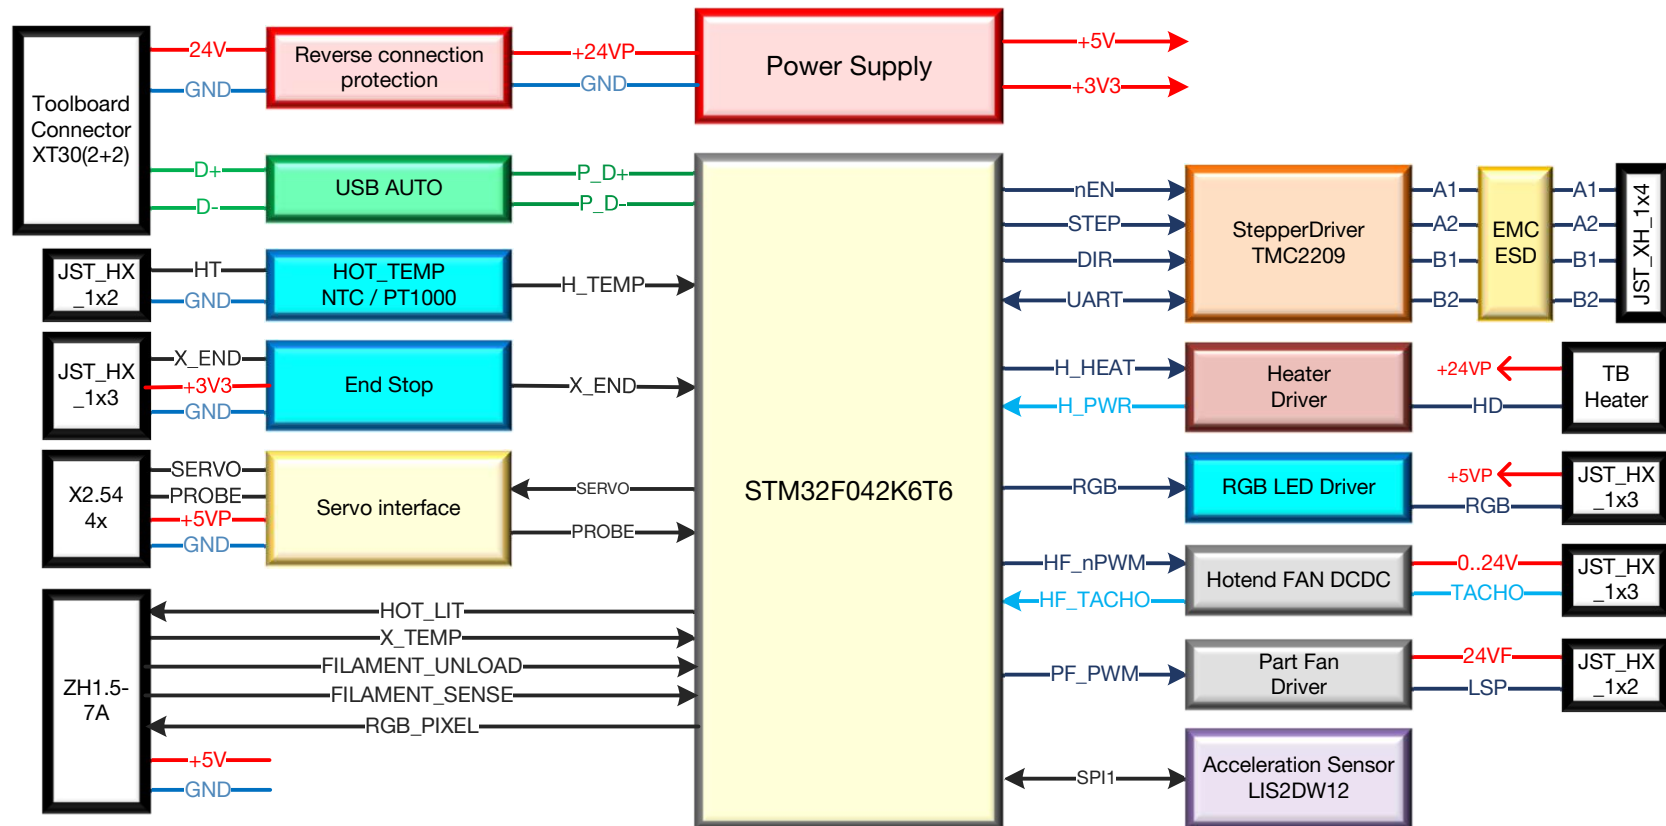 Toolboard
Connector
XT30(2+2)
24V
GND
Reverse connection
protection
+24VP
GND
Power Supply
+5V
+3V3
D+
D-
USB AUTO
P_D+
P_D-
JST_HX
_1x2
HT
GND
HOT_TEMP
NTC / PT1000
H_TEMP
JST_HX
_1x3
X_END
+3V3
GND
End Stop
X_END
X2.54
4x
SERVO
PROBE
+5VP
GND
Servo interface
SERVO
PROBE
ZH1.5-
7A
HOT_LIT
X_TEMP
FILAMENT_UNLOAD
FILAMENT_SENSE
RGB_PIXEL
+5V
GND
STM32F042K6T6
nEN
STEP
DIR
UART
StepperDriver
TMC2209
A1
A2
B1
B2
EMC
ESD
A1
A2
B1
B2
JST_XH_1x4
H_HEAT
H_PWR
Heater
Driver
+24VP
HD
TB
Heater
RGB
RGB LED Driver
+5VP
RGB
JST_HX
_1x3
HF_nPWM
HF_TACHO
Hotend FAN DCDC
0..24V
TACHO
JST_HX
_1x3
PF_PWM
Part Fan
Driver
24VF
LSP
JST_HX
_1x2
SPI1
Acceleration Sensor
LIS2DW12